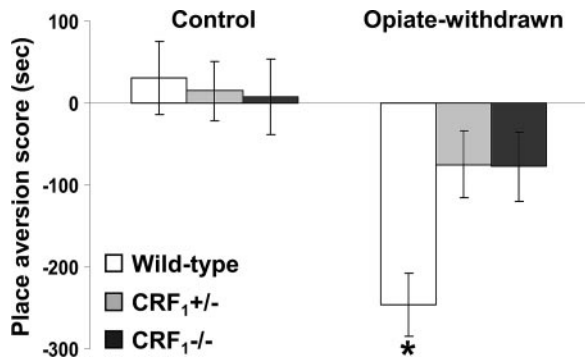 Control
Opiate-withdrawn
Place aversion score (sec)
100
0
-100
-200
-300
Wild-type
CRF₁+/-
CRF₁-/-
*